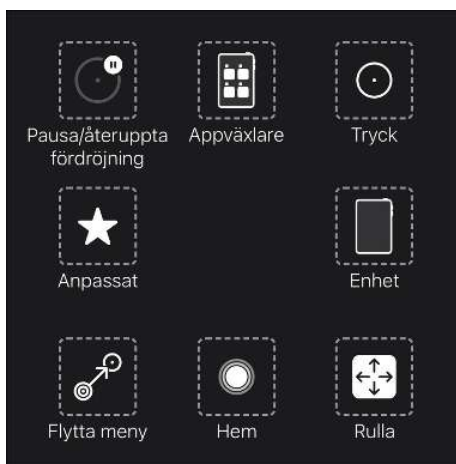 Pausa/återuppta Appväxlare Tryck
fördröjning
Anpassat Enhet
Flytta meny Hem Rulla